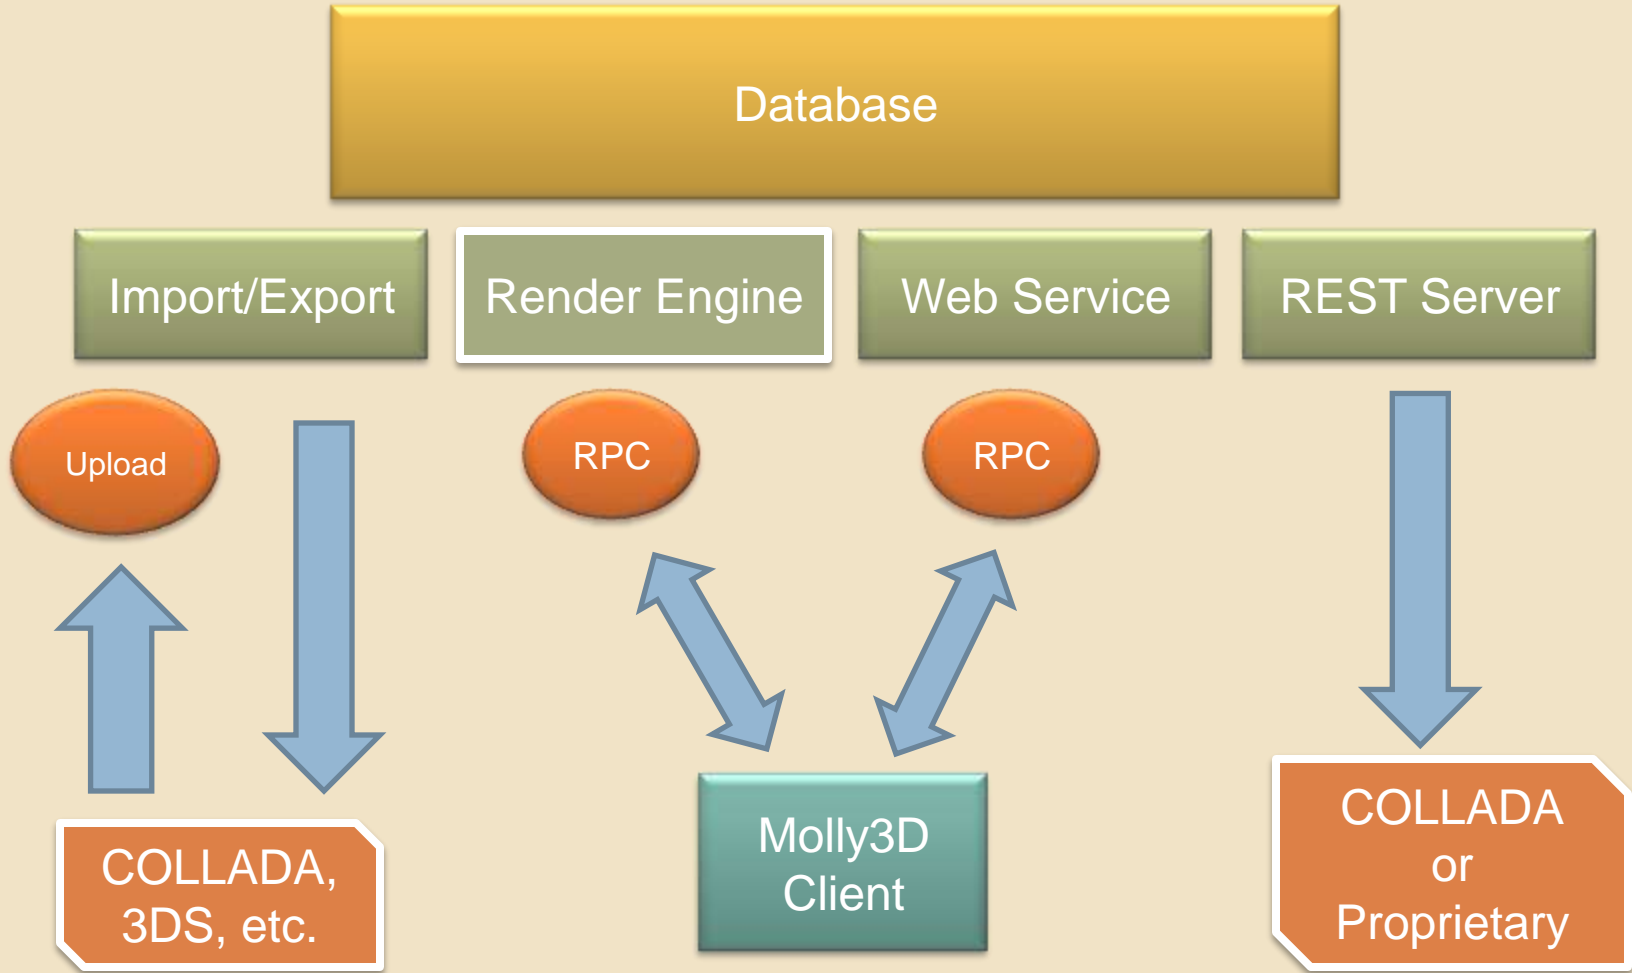 Database
Import/Export
Render Engine
Web Service
REST Server
Upload
RPC
RPC
COLLADA,
3DS, etc.
Molly3D
Client
COLLADA
or
Proprietary